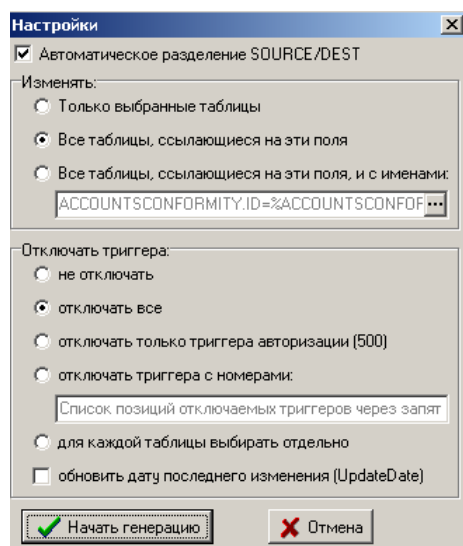 Настройки
Автоматическое разделение SOURCE/DEST
Изменять:
Только выбранные таблицы
Все таблицы, ссылающиеся на эти поля
Все таблицы, ссылающиеся на эти поля, и с именами:
ACCOUNTSCONFORMITY.ID=%ACCOUNTSCONFOF ...
Отключать триггера:
не отключать
отключать все
отключать только триггера авторизации (500)
отключать триггера с номерами:
Список позиций отключаемых триггеров через запят
для каждой таблицы выбирать отдельно
обновить дату последнего изменения (UpdateDate)
Начать генерацию
Отмена